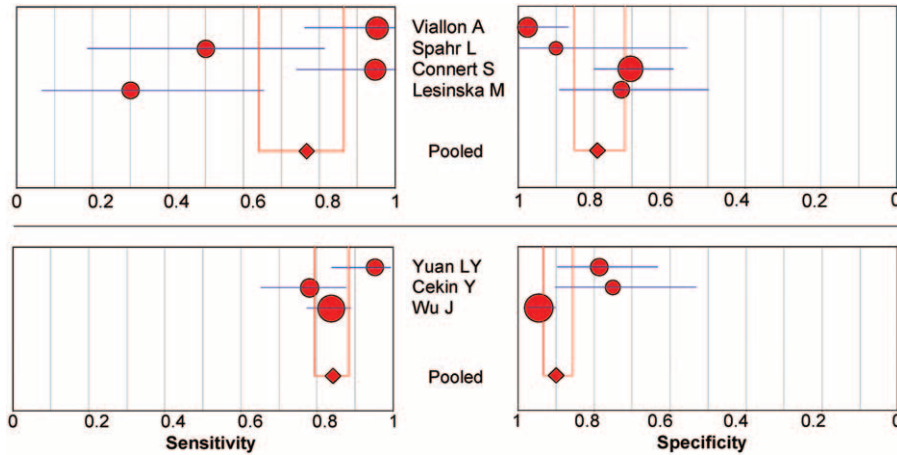 Viallon A
Spahr L
Connert S
Lesinska M
Pooled
0 0.2 0.4 0.6 0.8 1
1 0.8 0.6 0.4 0.2 0
Yuan LY
Cekin Y
Wu J
Pooled
0 0.2 0.4 0.6 0.8 1
1 0.8 0.6 0.4 0.2 0
Sensitivity
Specificity